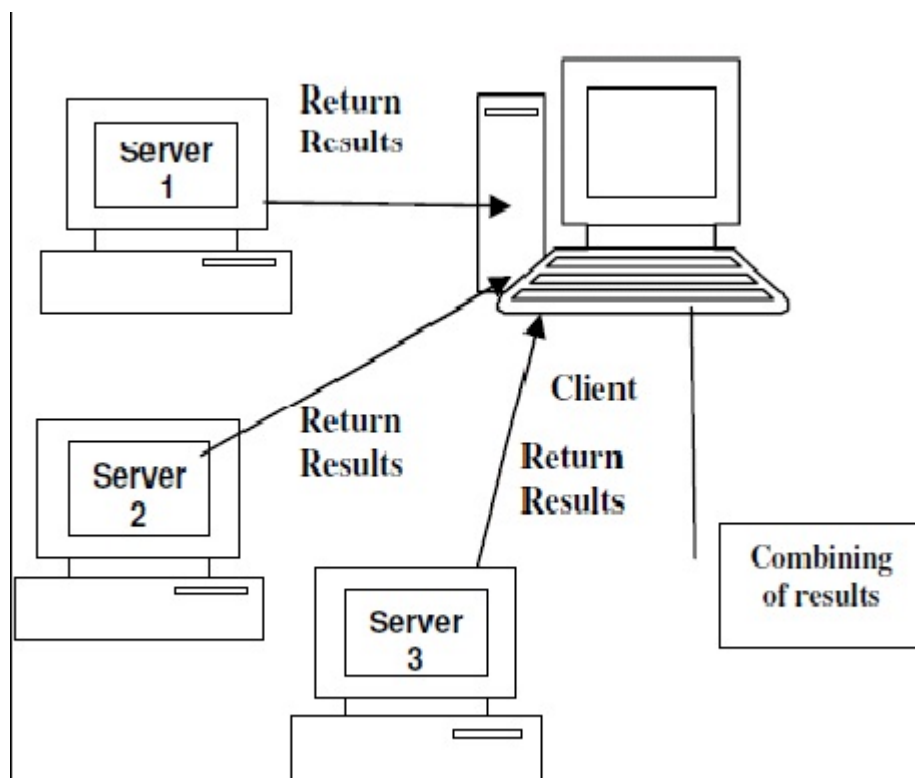 Return
Results
Server
1
Client
Return
Results
Return
Results
Server
2
Combining
of results
Server
3